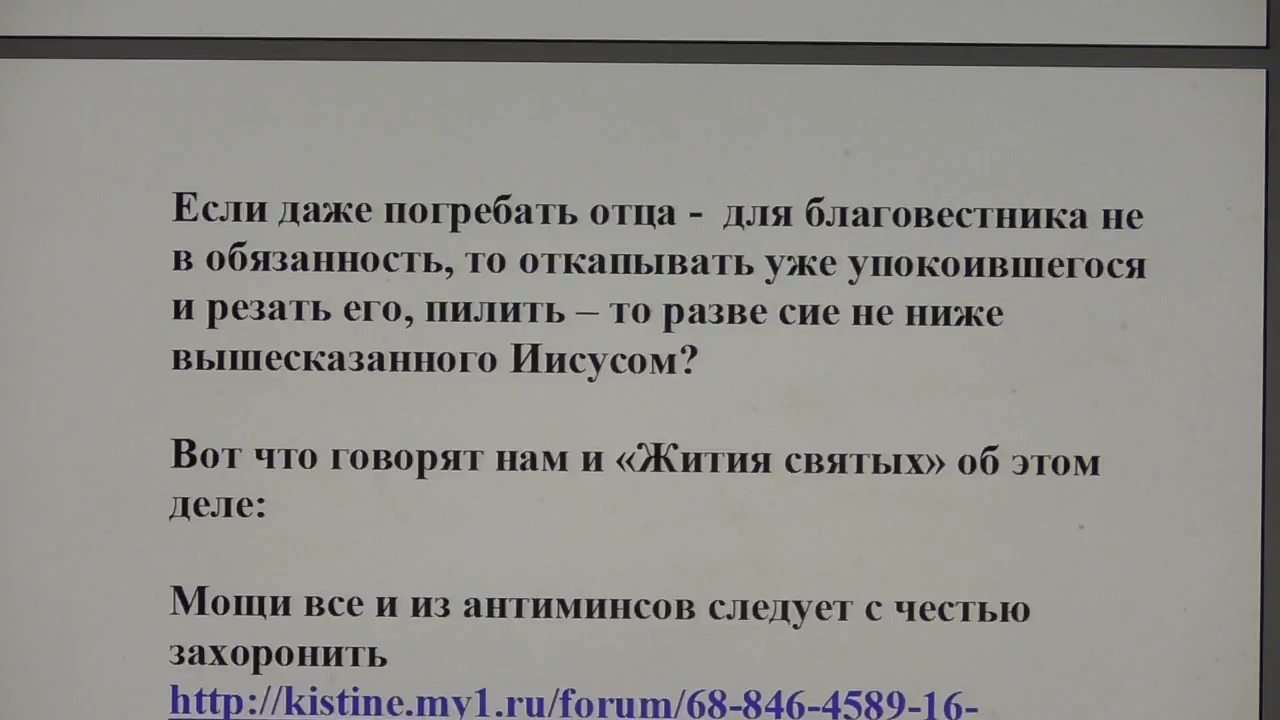 Если даже погребать отца -  для благовестника не
в обязанность, то откапывать уже упокоившегося
и резать его, пилить – то разве сие не ниже
вышесказанного Иисусом?
Вот что говорят нам и «Жития святых» об этом
деле:
Мощи все и из антиминсов следует с честью
захоронить
http://kistine.my1.ru/forum/68-846-4589-16-